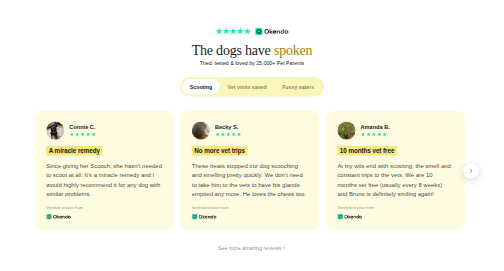 Okendo
The dogs have spoken
Tried, tested & loved by 25,000+ Pet Parents
Scooting Vet visits saved Fussy eaters
Connie C.
A miracle remedy
Since giving her Scooch, she hasn't needed
to scoot at all. It's a miracle remedy and I
would highly recommend it for any dog with
similar problems.
Verified review from
Okendo
Becky S.
No more vet trips
These treats stopped our dog scooching
and smelling pretty quickly. We don't need
to take him to the vets to have his glands
emptied any more. He loves the chews too.
Verified review from
Okendo
Amanda B.
10 months vet free
At my wits end with scooting, the smell and
constant trips to the vets. We are 10
months vet free (usually every 8 weeks)
and Bruno is definitely smiling again!
Verified review from
Okendo
See more amazing reviews >